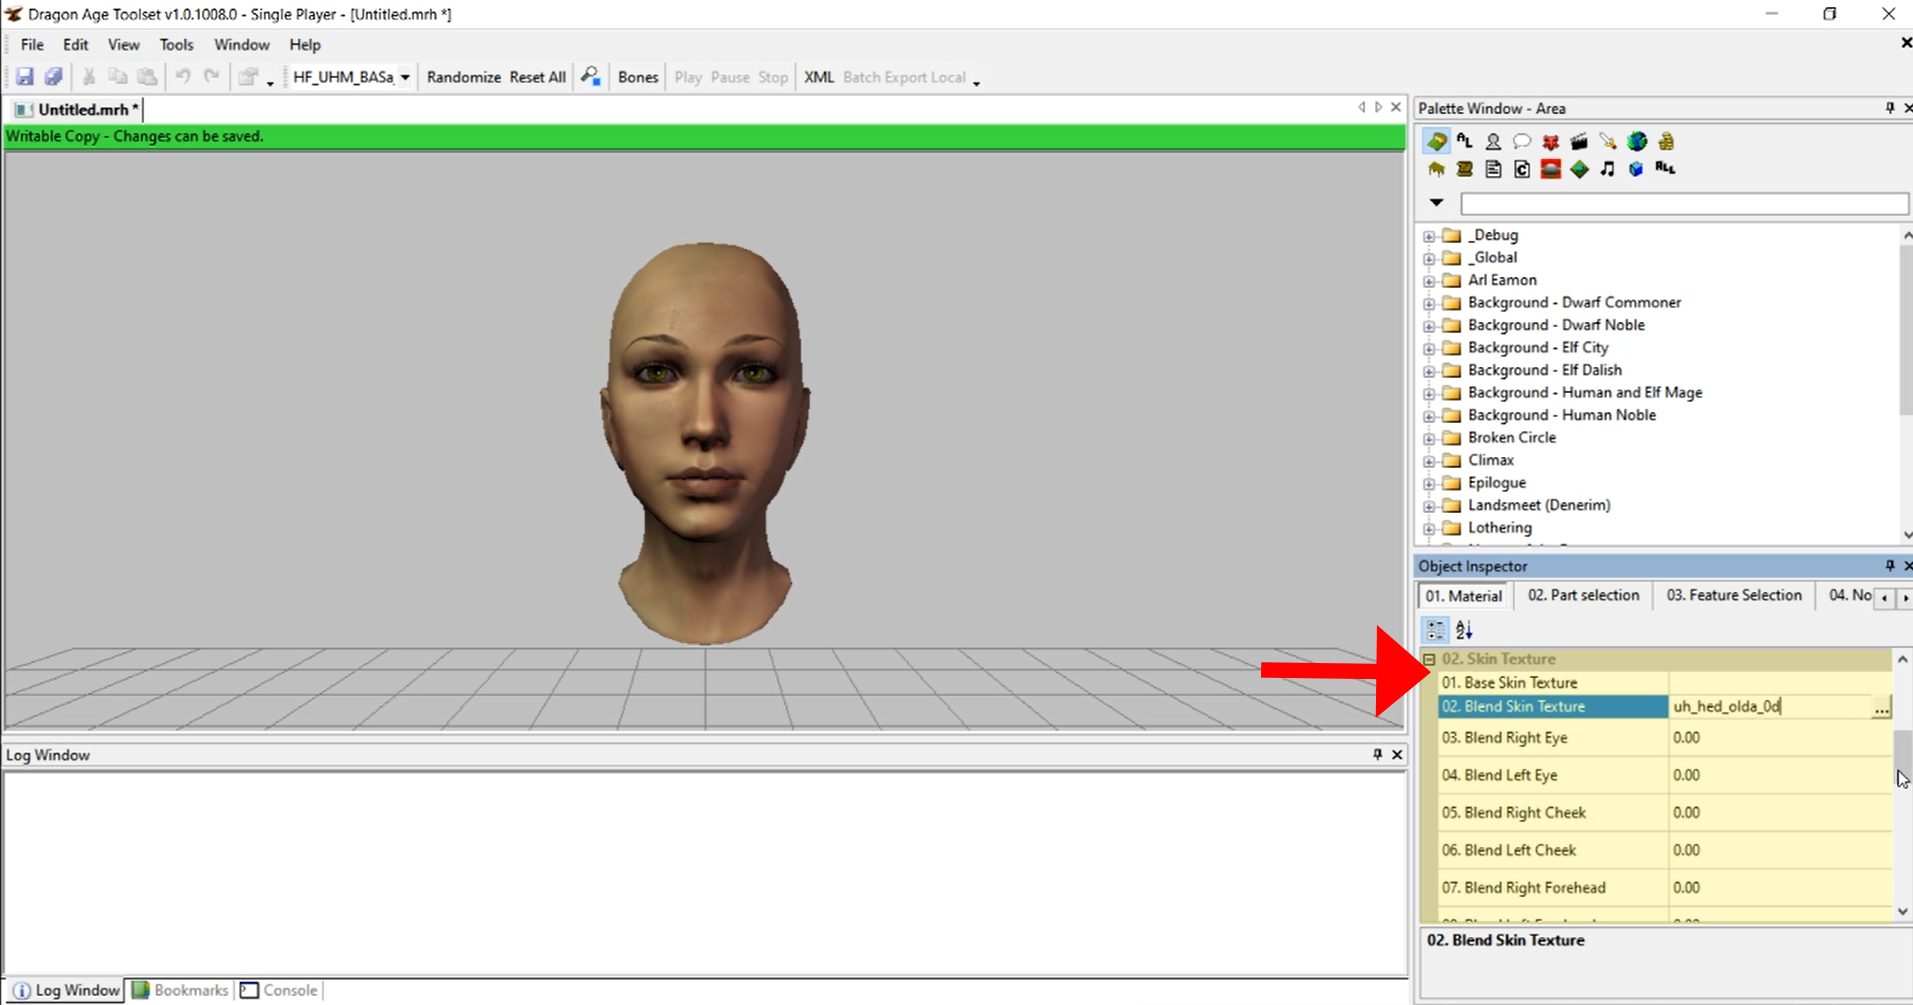 Dragon Age Toolset v1.0.1008.0 - Single Player - [Untitled.mrh *]
File Edit View Tools Window Help
HF_UHM_BASa Randomize Reset All Bones Play Pause Stop XML Batch Export Local
Untitled.mrh *
Writable Copy - Changes can be saved.
Palette Window - Area
_Debug
_Global
Arl Eamon
Background - Dwarf Commoner
Background - Dwarf Noble
Background - Elf City
Background - Elf Dalish
Background - Human and Elf Mage
Background - Human Noble
Broken Circle
Climax
Epilogue
Landsmeet (Denerim)
Lothering
Object Inspector
01. Material 02. Part selection 03. Feature Selection 04. No
02. Skin Texture
01. Base Skin Texture
02. Blend Skin Texture uh_hed_olda_0d ...
03. Blend Right Eye 0.00
04. Blend Left Eye 0.00
05. Blend Right Cheek 0.00
06. Blend Left Cheek 0.00
07. Blend Right Forehead 0.00
02. Blend Skin Texture
Log Window
Log Window Bookmarks Console